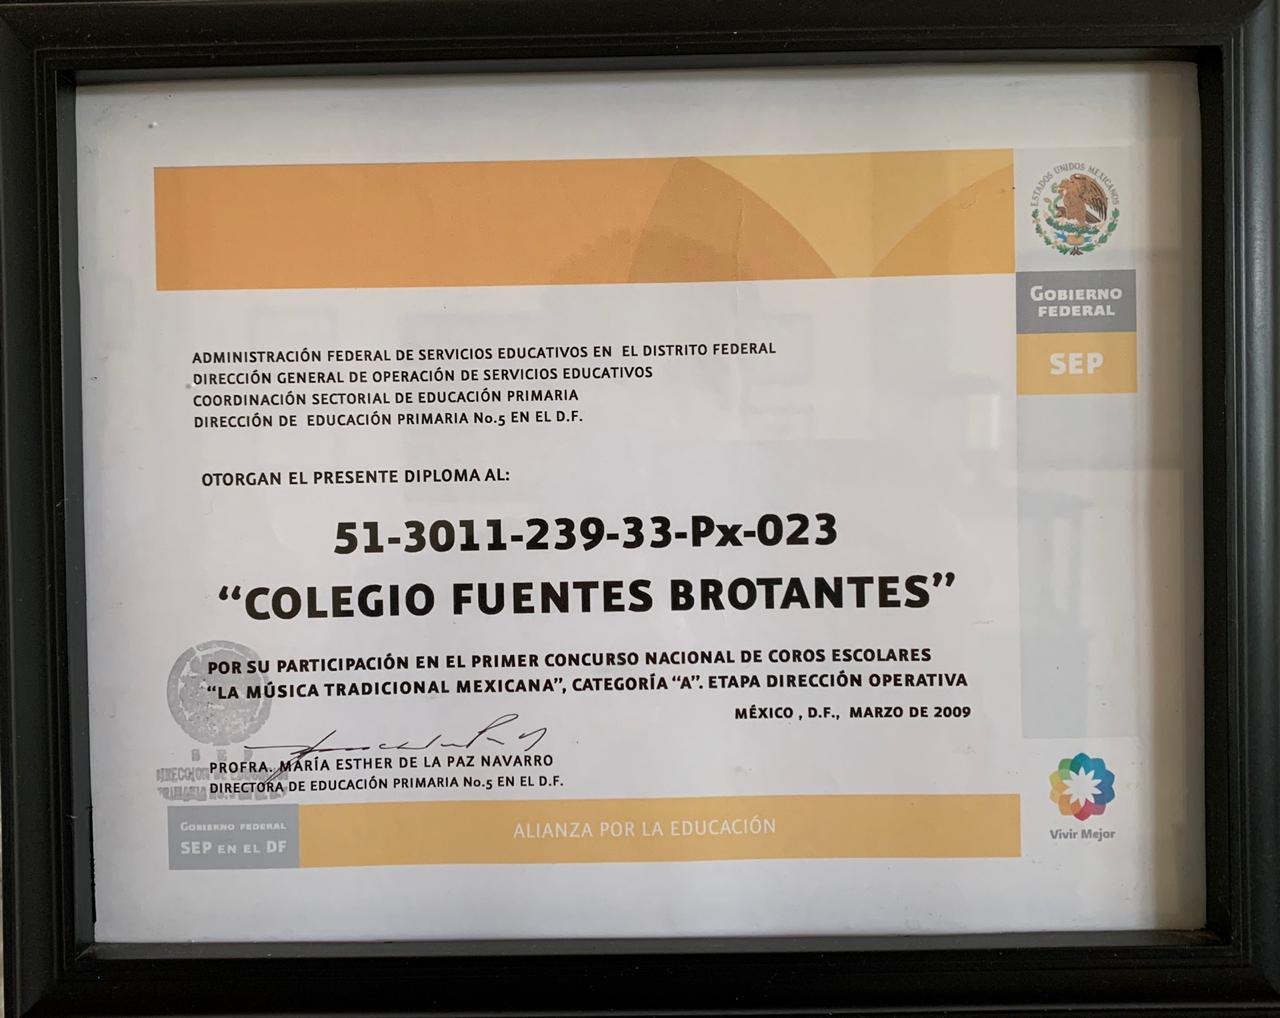 ESTADOS UNIDOS MEXICANOS
GOBIERNO
FEDERAL
SEP
ADMINISTRACIÓN FEDERAL DE SERVICIOS EDUCATIVOS EN EL DISTRITO FEDERAL
DIRECCIÓN GENERAL DE OPERACIÓN DE SERVICIOS EDUCATIVOS
COORDINACIÓN SECTORIAL DE EDUCACIÓN PRIMARIA
DIRECCIÓN DE EDUCACIÓN PRIMARIA No.5 EN EL D.F.
OTORGAN EL PRESENTE DIPLOMA AL:
51-3011-239-33-Px-023
“COLEGIO FUENTES BROTANTES”
POR SU PARTICIPACIÓN EN EL PRIMER CONCURSO NACIONAL DE COROS ESCOLARES
“LA MÚSICA TRADICIONAL MEXICANA”, CATEGORÍA “A”. ETAPA DIRECCIÓN OPERATIVA
MÉXICO , D.F., MARZO DE 2009
S E P
DIRECCION DE
PROFRA. MARÍA ESTHER DE LA PAZ NAVARRO
DIRECTORA DE EDUCACIÓN PRIMARIA No.5 EN EL D.F.
GOBIERNO FEDERAL
SEP EN EL DF
ALIANZA POR LA EDUCACIÓN
Vivir Mejor